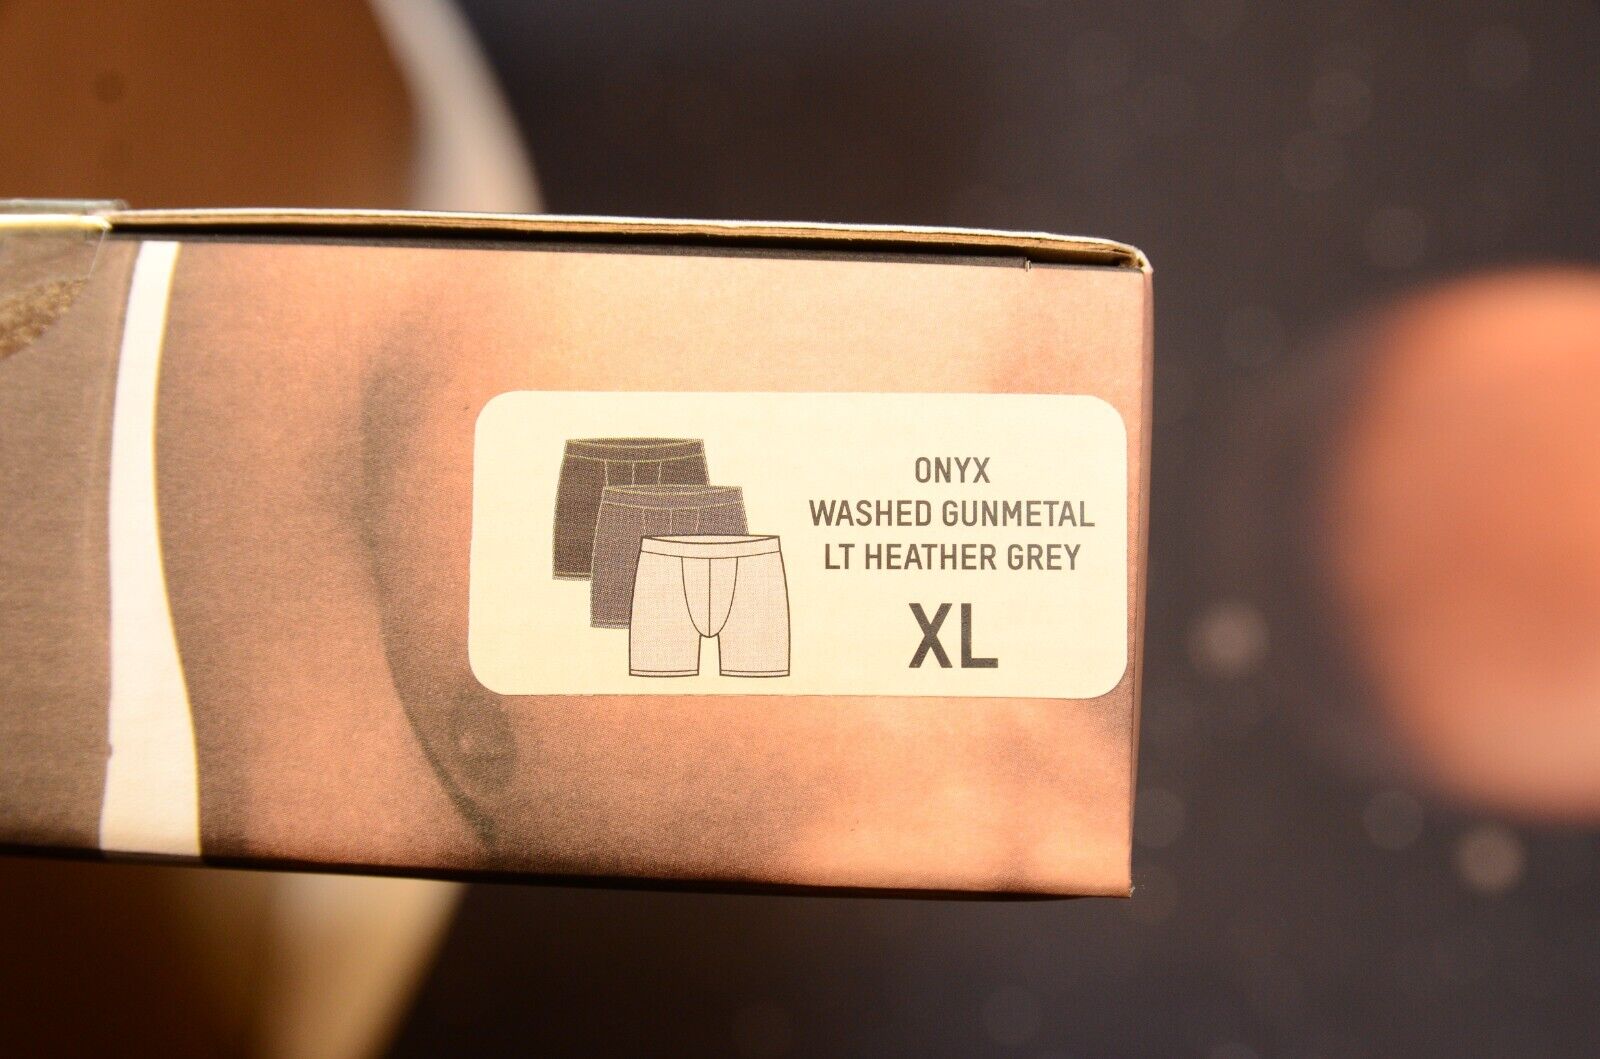 ONYX
WASHED GUNMETAL
LT HEATHER GREY
XL